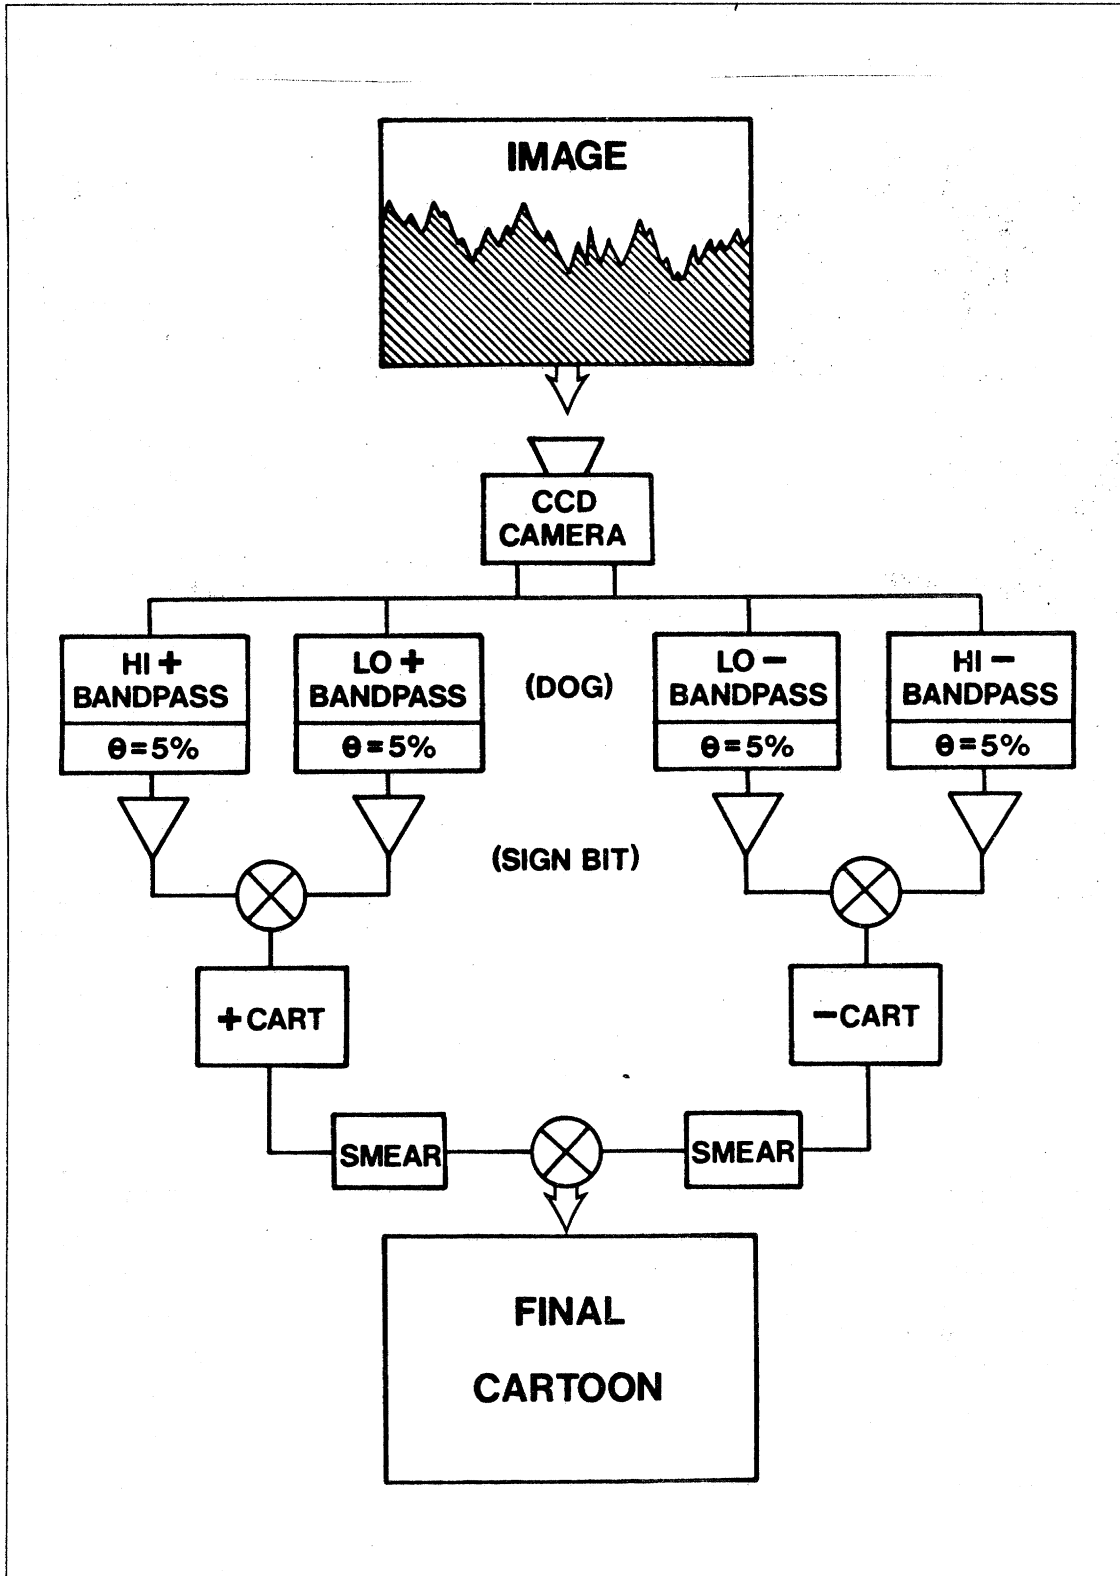 IMAGE
CCD
CAMERA
HI +
BANDPASS
θ = 5%
LO +
BANDPASS
θ = 5%
(DOG)
LO −
BANDPASS
θ = 5%
HI −
BANDPASS
θ = 5%
(SIGN BIT)
+ CART
− CART
SMEAR
SMEAR
FINAL
CARTOON